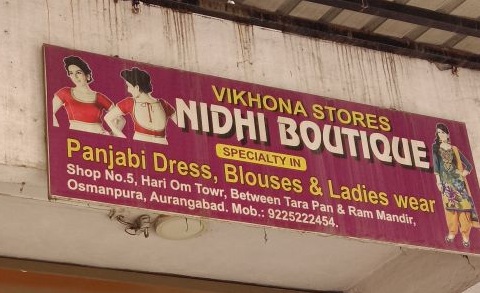 VIKHONA STORES
NIDHI BOUTIQUE
SPECIALTY IN
Panjabi Dress, Blouses & Ladies wear
Shop No.5, Hari Om Towr, Between Tara Pan & Ram Mandir,
Osmanpura, Aurangabad. Mob.: 9225222454.